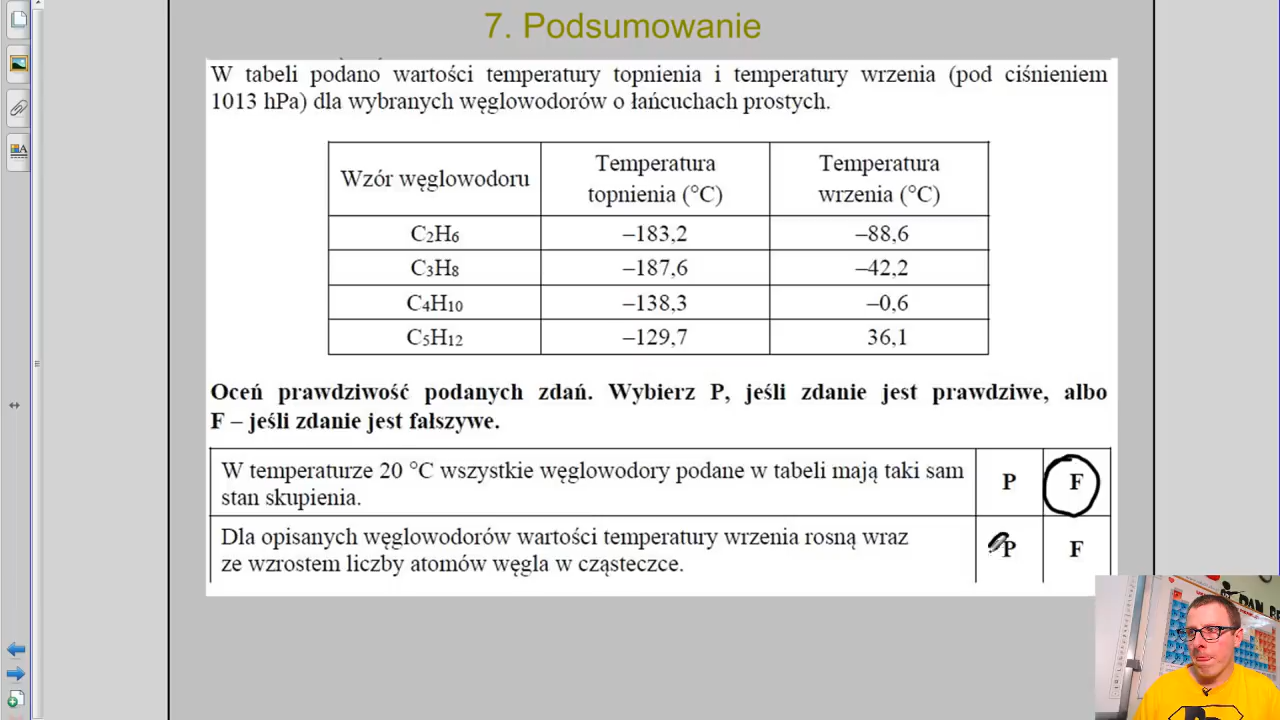 7. Podsumowanie
W tabeli podano wartości temperatury topnienia i temperatury wrzenia (pod ciśnieniem
1013 hPa) dla wybranych węglowodorów o łańcuchach prostych.
Wzór węglowodoru Temperatura topnienia (°C) Temperatura wrzenia (°C)
C₂H₆ –183,2 –88,6
C₃H₈ –187,6 –42,2
C₄H₁₀ –138,3 –0,6
C₅H₁₂ –129,7 36,1
Oceń prawdziwość podanych zdań. Wybierz P, jeśli zdanie jest prawdziwe, albo
F – jeśli zdanie jest fałszywe.
W temperaturze 20 °C wszystkie węglowodory podane w tabeli mają taki sam
stan skupienia.
P F
Dla opisanych węglowodorów wartości temperatury wrzenia rosną wraz
ze wzrostem liczby atomów węgla w cząsteczce.
P F